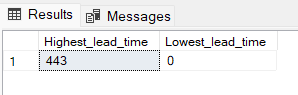 Results Messages
Highest_lead_time Lowest_lead_time
1 443 0